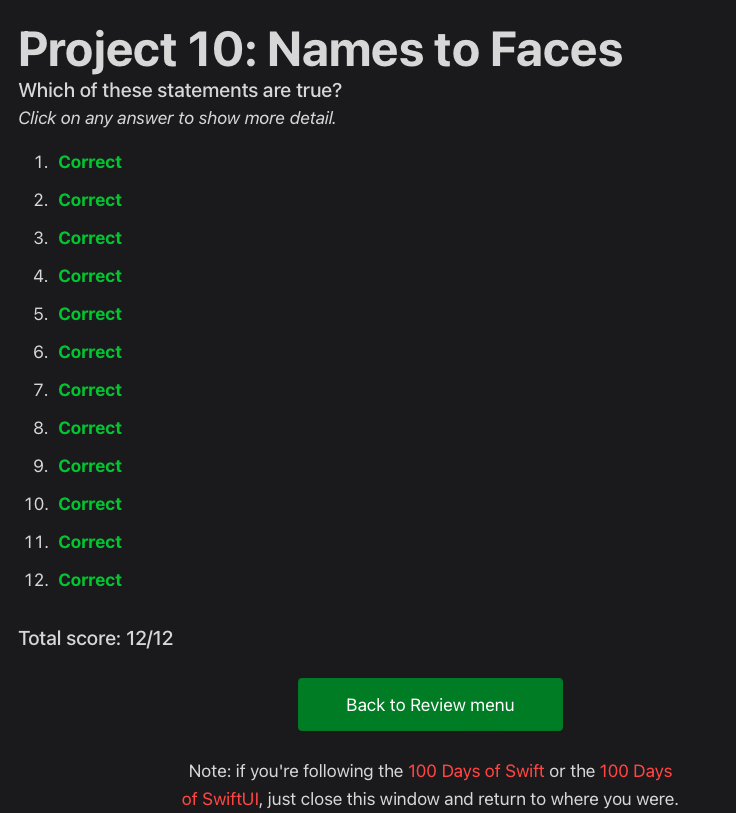 Project 10: Names to Faces
Which of these statements are true?
Click on any answer to show more detail.
1. Correct
2. Correct
3. Correct
4. Correct
5. Correct
6. Correct
7. Correct
8. Correct
9. Correct
10. Correct
11. Correct
12. Correct
Total score: 12/12
Back to Review menu
Note: if you're following the 100 Days of Swift or the 100 Days
of SwiftUI, just close this window and return to where you were.